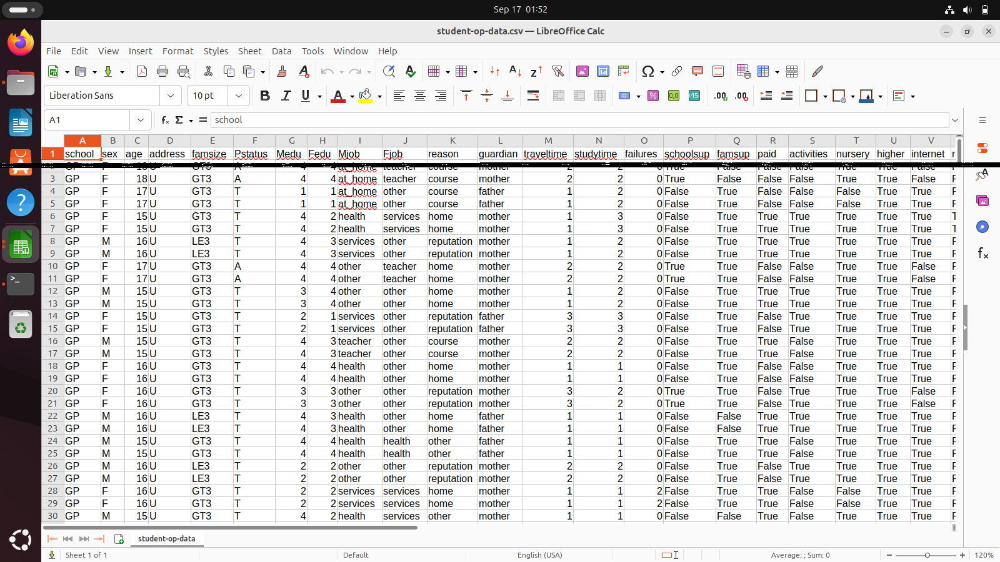 Sep 17 01:52
student-op-data.csv — LibreOffice Calc
File Edit View Insert Format Styles Sheet Data Tools Window Help
Liberation Sans 10 pt
A1 school
A B C D E F G H I J K L M N O P Q R S T U V
1 school sex age address famsize Pstatus Medu Fedu Mjob Fjob reason guardian traveltime studytime failures schoolsup famsup paid activities nursery higher internet
3 GP F 18 U GT3 A 4 4 at_home teacher course mother 2 2 0 True False False False True True False
4 GP F 17 U GT3 T 1 1 at_home other course father 1 2 0 False True False False False True True
5 GP F 17 U GT3 T 1 1 at_home other course father 1 2 0 False True False False False True True
6 GP F 15 U GT3 T 4 2 health services home mother 1 3 0 False True True True True True True
7 GP F 15 U GT3 T 4 2 health services home mother 1 3 0 False True True True True True True
8 GP M 16 U LE3 T 4 3 services other reputation mother 1 2 0 False True True True True True True
9 GP M 16 U LE3 T 4 3 services other reputation mother 1 2 0 False True True True True True True
10 GP F 17 U GT3 A 4 4 other teacher home mother 2 2 0 True True False False True True False
11 GP F 17 U GT3 A 4 4 other teacher home mother 2 2 0 True True False False True True False
12 GP M 15 U GT3 T 3 4 other other home mother 1 2 0 False True True True True True True
13 GP M 15 U GT3 T 3 4 other other home mother 1 2 0 False True True True True True True
14 GP F 15 U GT3 T 2 1 services other reputation father 3 3 0 False True False True True True True
15 GP F 15 U GT3 T 2 1 services other reputation father 3 3 0 False True False True True True True
16 GP M 15 U GT3 T 4 3 teacher other course mother 2 2 0 False True True False True True True
17 GP M 15 U GT3 T 4 3 teacher other course mother 2 2 0 False True True False True True True
18 GP F 16 U GT3 T 4 4 health other home mother 1 1 0 False True False False True True True
19 GP F 16 U GT3 T 4 4 health other home mother 1 1 0 False True False False True True True
20 GP F 16 U GT3 T 3 3 other other reputation mother 3 2 0 True True False True True True False
21 GP F 16 U GT3 T 3 3 other other reputation mother 3 2 0 True True False True True True False
22 GP M 16 U LE3 T 4 3 health other home father 1 1 0 False False True True True True True
23 GP M 16 U LE3 T 4 3 health other home father 1 1 0 False False True True True True True
24 GP M 15 U GT3 T 4 4 health health other father 1 1 0 False True True False True True True
25 GP M 15 U GT3 T 4 4 health health other father 1 1 0 False True True False True True True
26 GP M 16 U LE3 T 2 2 other other reputation mother 2 2 0 False True False True True True True
27 GP M 16 U LE3 T 2 2 other other reputation mother 2 2 0 False True False True True True True
28 GP F 16 U GT3 T 2 2 services services home mother 1 1 2 False True True False False True True
29 GP F 16 U GT3 T 2 2 services services home mother 1 1 2 False True True False False True True
30 GP M 15 U GT3 T 4 2 health services other mother 1 1 0 False False True False True True True
student-op-data
Sheet 1 of 1 Default English (USA) Average: ; Sum: 0 120%